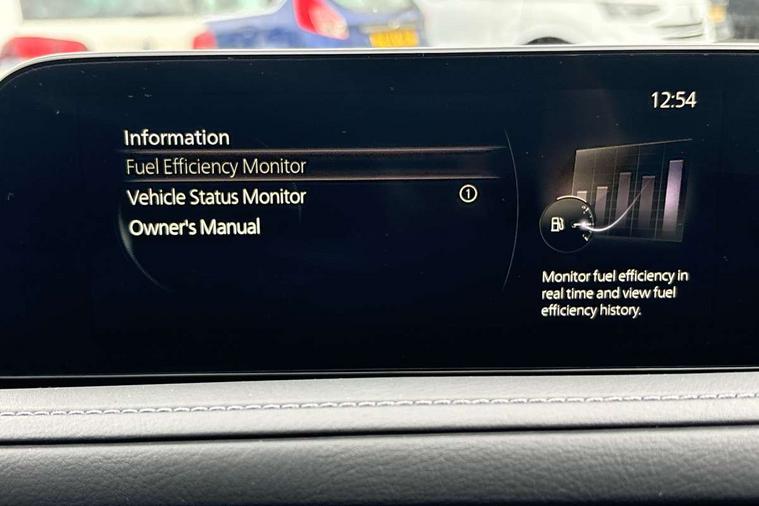 12:54
Information
Fuel Efficiency Monitor
Vehicle Status Monitor 1
Owner's Manual
Monitor fuel efficiency in
real time and view fuel
efficiency history.